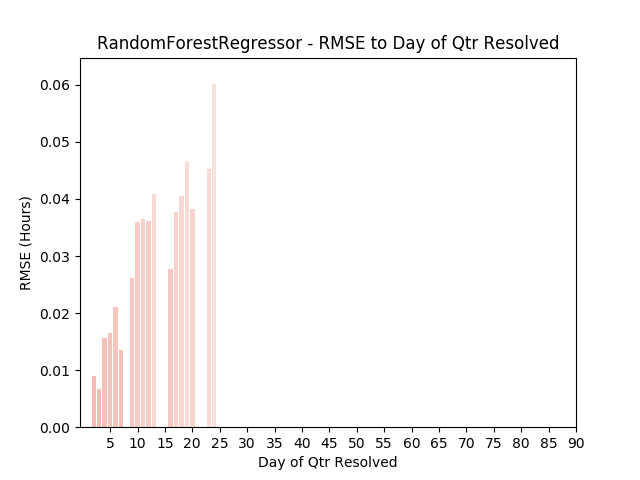 RandomForestRegressor - RMSE to Day of Qtr Resolved
0.06
0.05
0.04
0.03
0.02
0.01
0.00
RMSE (Hours)
5 10 15 20 25 30 35 40 45 50 55 60 65 70 75 80 85 90
Day of Qtr Resolved